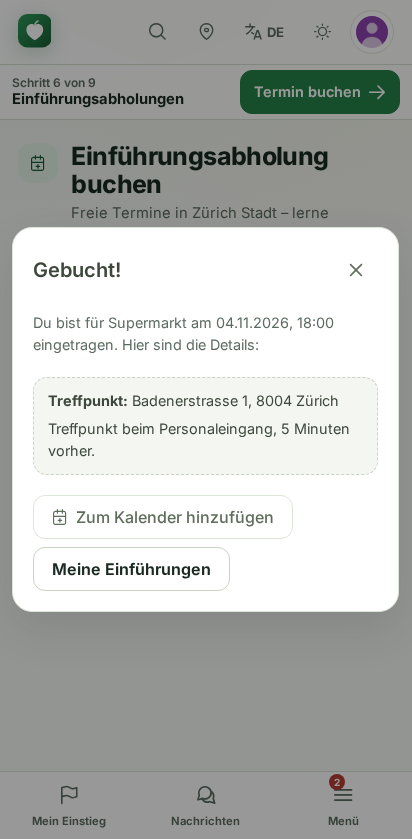 DE
Schritt 6 von 9
Einführungsabholungen
Termin buchen
Einführungsabholung
buchen
Freie Termine in Zürich Stadt – lerne
Gebucht!
Du bist für Supermarkt am 04.11.2026, 18:00
eingetragen. Hier sind die Details:
Treffpunkt: Badenerstrasse 1, 8004 Zürich
Treffpunkt beim Personaleingang, 5 Minuten
vorher.
Zum Kalender hinzufügen
Meine Einführungen
2
Mein Einstieg
Nachrichten
Menü